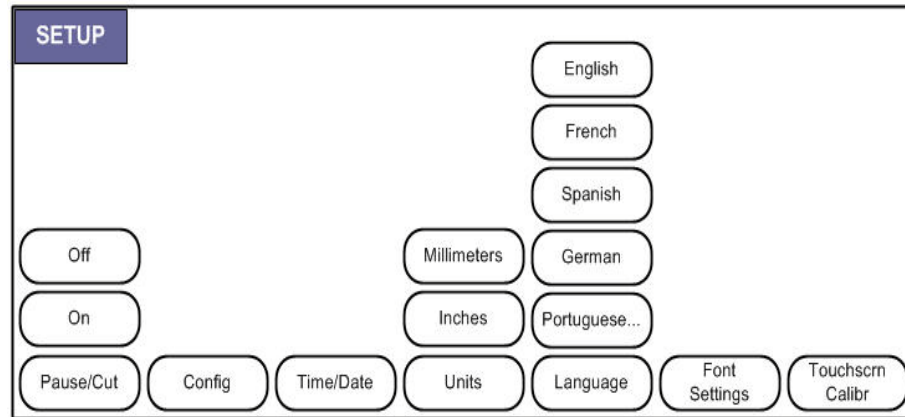 SETUP
English
French
Spanish
Off
Millimeters
German
On
Inches
Portuguese...
Pause/Cut
Config
Time/Date
Units
Language
Font
Settings
Touchscrn
Calibr